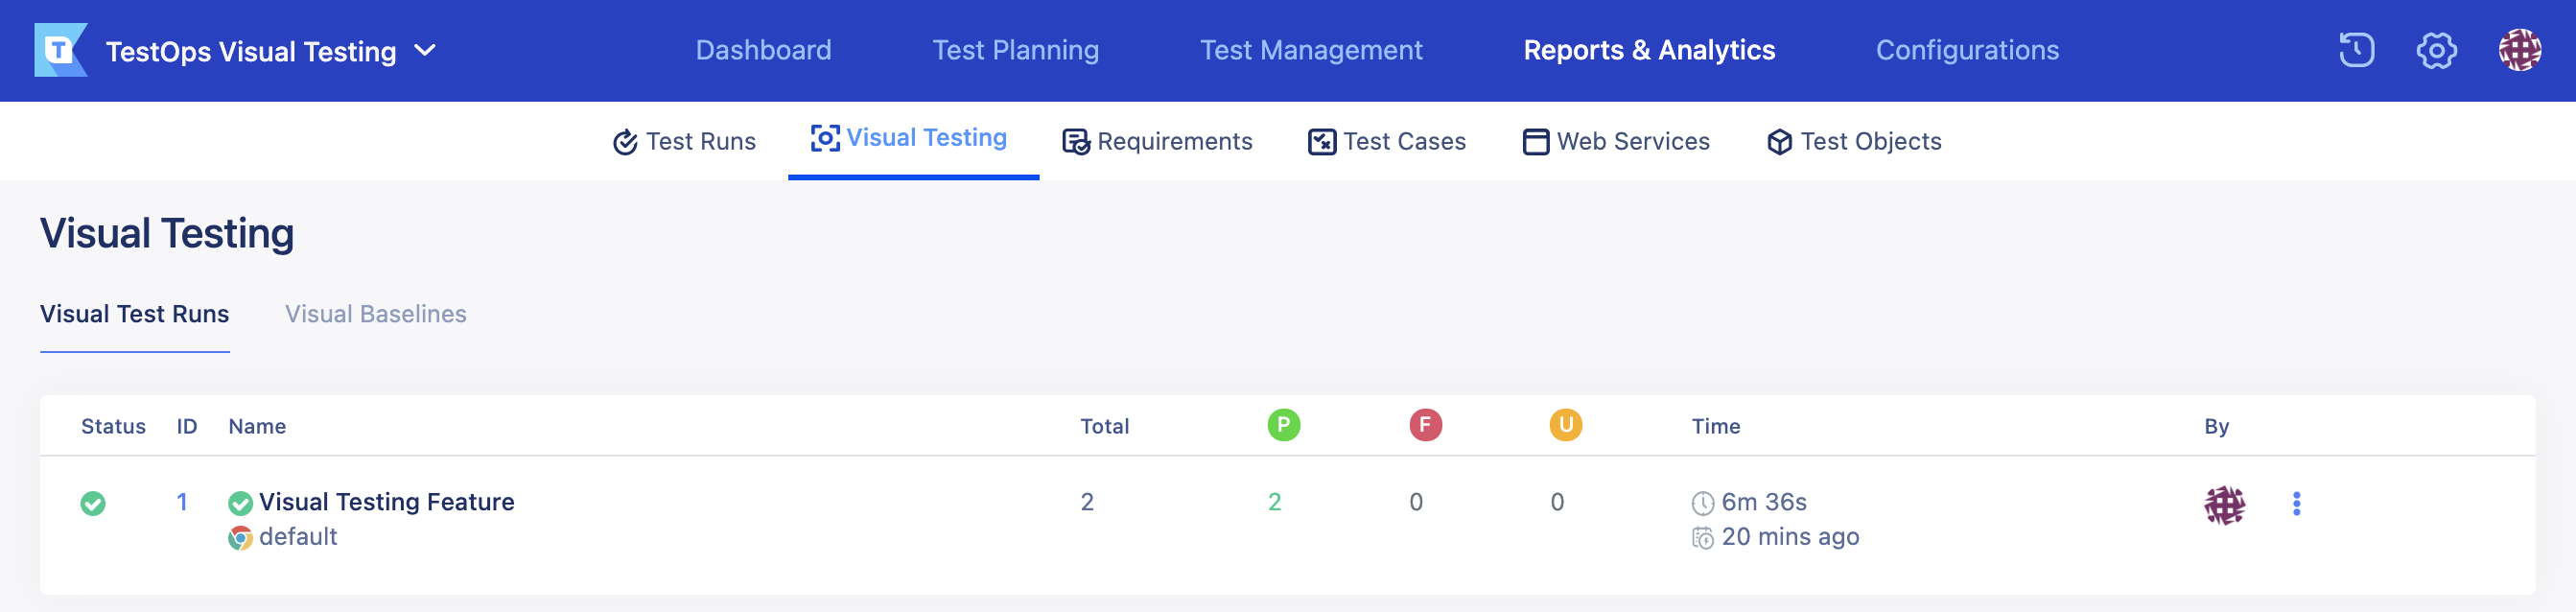 T TestOps Visual Testing Dashboard Test Planning Test Management Reports & Analytics Configurations
Test Runs Visual Testing Requirements Test Cases Web Services Test Objects
Visual Testing
Visual Test Runs Visual Baselines
Status ID Name Total P F U Time By
1 Visual Testing Feature 2 2 0 0 6m 36s
default 20 mins ago